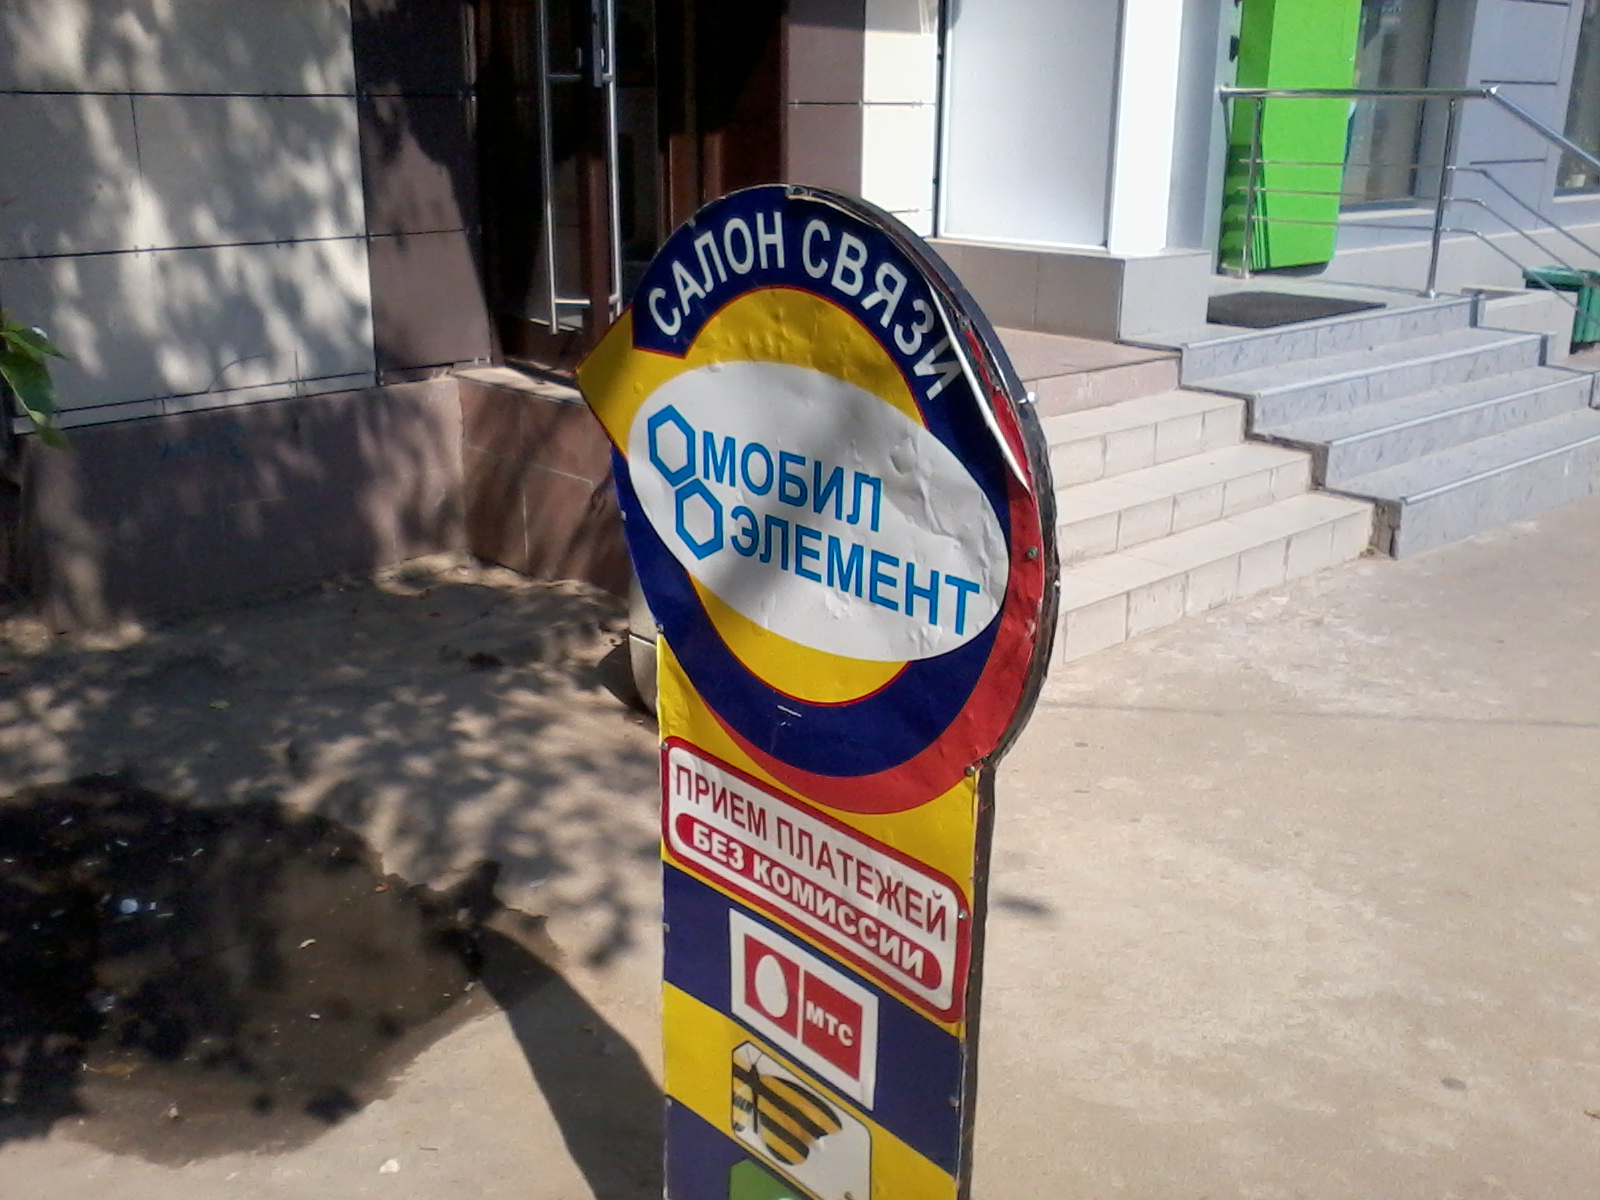 САЛОН СВЯЗИ
МОБИЛ
ЭЛЕМЕНТ
ПРИЕМ ПЛАТЕЖЕЙ
БЕЗ КОМИССИИ
МТС